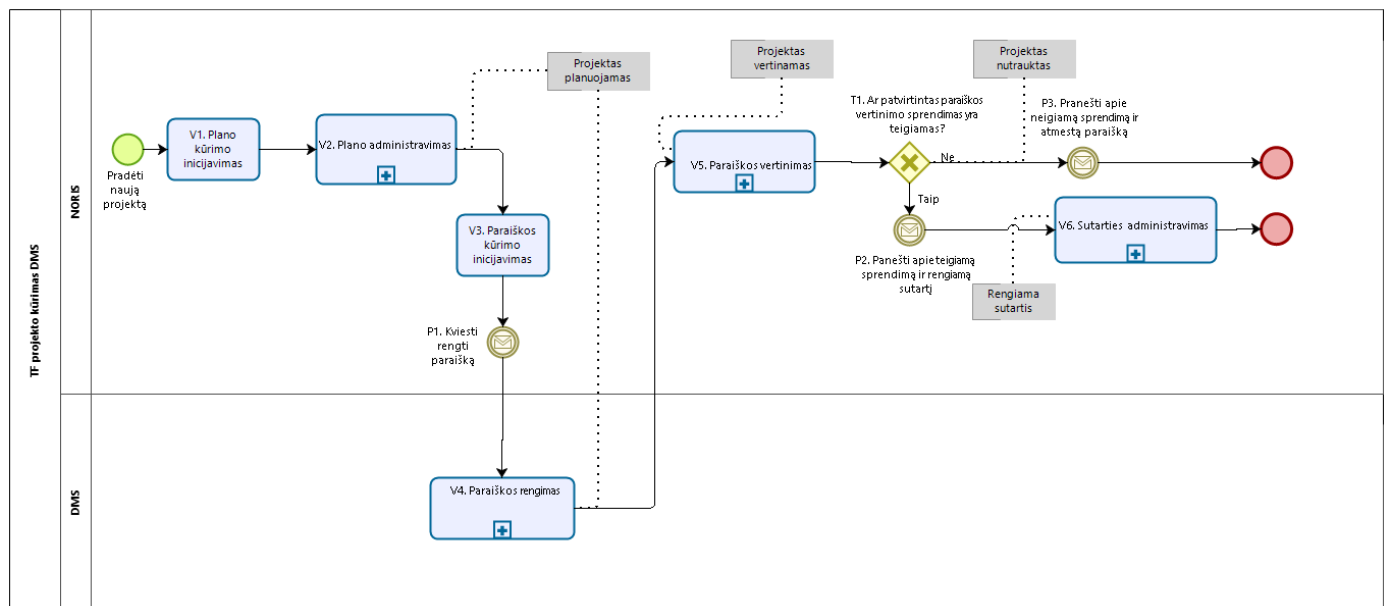 TF projekto kūrimas DMS
NORIS
DMS
Pradėti
naują
projektą
V1. Plano
kūrimo
inicijavimas
V2. Plano administravimas
Projektas
planuojamas
V3. Paraiškos
kūrimo
inicijavimas
P1. Kviesti
rengti
paraišką
V4. Paraiškos rengimas
Projektas
vertinamas
V5. Paraiškos vertinimas
T1. Ar patvirtintas paraiškos
vertinimo sprendimas yra
teigiamas?
Projektas
nutrauktas
Ne
P3. Pranešti apie
neigiamą sprendimą ir
atmestą paraišką
Taip
P2. Panešti apie teigiamą
sprendimą ir rengiamą
sutartį
V6. Sutarties administravimas
Rengiama
sutartis